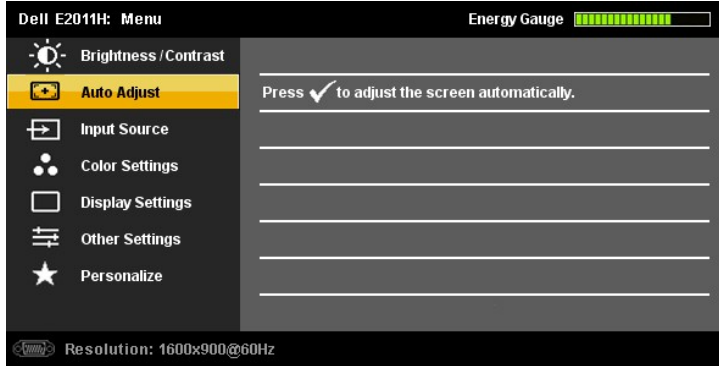 Dell E2011H: Menu
Energy Gauge
Brightness / Contrast
Auto Adjust
Press ✓ to adjust the screen automatically.
Input Source
Color Settings
Display Settings
Other Settings
Personalize
Resolution: 1600x900@60Hz